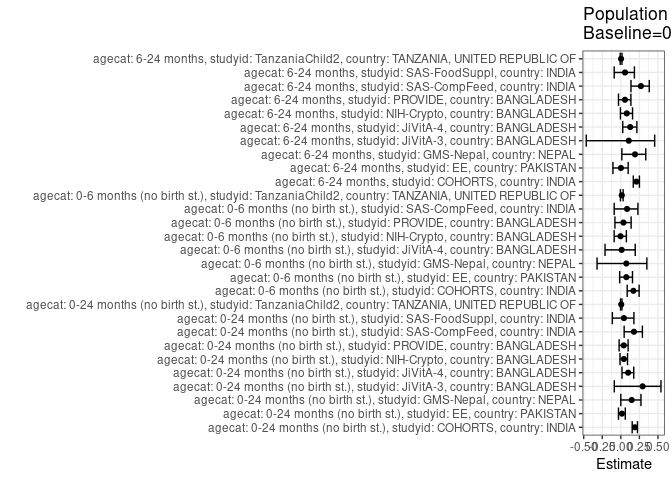 Population
Baseline=0
agecat: 6-24 months, studyid: TanzaniaChild2, country: TANZANIA, UNITED REPUBLIC OF
agecat: 6-24 months, studyid: SAS-FoodSuppl, country: INDIA
agecat: 6-24 months, studyid: SAS-CompFeed, country: INDIA
agecat: 6-24 months, studyid: PROVIDE, country: BANGLADESH
agecat: 6-24 months, studyid: NIH-Crypto, country: BANGLADESH
agecat: 6-24 months, studyid: JiVitA-4, country: BANGLADESH
agecat: 6-24 months, studyid: JiVitA-3, country: BANGLADESH
agecat: 6-24 months, studyid: GMS-Nepal, country: NEPAL
agecat: 6-24 months, studyid: EE, country: PAKISTAN
agecat: 6-24 months, studyid: COHORTS, country: INDIA
agecat: 0-6 months (no birth st.), studyid: TanzaniaChild2, country: TANZANIA, UNITED REPUBLIC OF
agecat: 0-6 months (no birth st.), studyid: SAS-CompFeed, country: INDIA
agecat: 0-6 months (no birth st.), studyid: PROVIDE, country: BANGLADESH
agecat: 0-6 months (no birth st.), studyid: NIH-Crypto, country: BANGLADESH
agecat: 0-6 months (no birth st.), studyid: JiVitA-4, country: BANGLADESH
agecat: 0-6 months (no birth st.), studyid: GMS-Nepal, country: NEPAL
agecat: 0-6 months (no birth st.), studyid: EE, country: PAKISTAN
agecat: 0-6 months (no birth st.), studyid: COHORTS, country: INDIA
agecat: 0-24 months (no birth st.), studyid: TanzaniaChild2, country: TANZANIA, UNITED REPUBLIC OF
agecat: 0-24 months (no birth st.), studyid: SAS-FoodSuppl, country: INDIA
agecat: 0-24 months (no birth st.), studyid: SAS-CompFeed, country: INDIA
agecat: 0-24 months (no birth st.), studyid: PROVIDE, country: BANGLADESH
agecat: 0-24 months (no birth st.), studyid: NIH-Crypto, country: BANGLADESH
agecat: 0-24 months (no birth st.), studyid: JiVitA-4, country: BANGLADESH
agecat: 0-24 months (no birth st.), studyid: JiVitA-3, country: BANGLADESH
agecat: 0-24 months (no birth st.), studyid: GMS-Nepal, country: NEPAL
agecat: 0-24 months (no birth st.), studyid: EE, country: PAKISTAN
agecat: 0-24 months (no birth st.), studyid: COHORTS, country: INDIA
-0.50 -0.25 0.00 0.25 0.50
Estimate